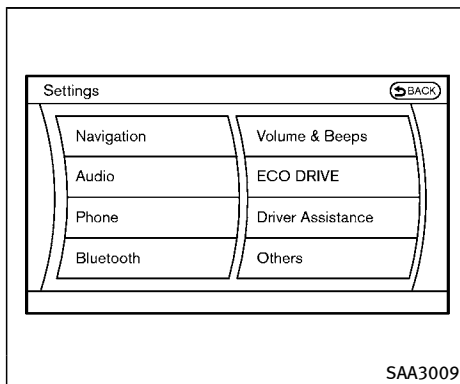 Settings
BACK
Navigation
Volume & Beeps
Audio
ECO DRIVE
Phone
Driver Assistance
Bluetooth
Others
SAA3009